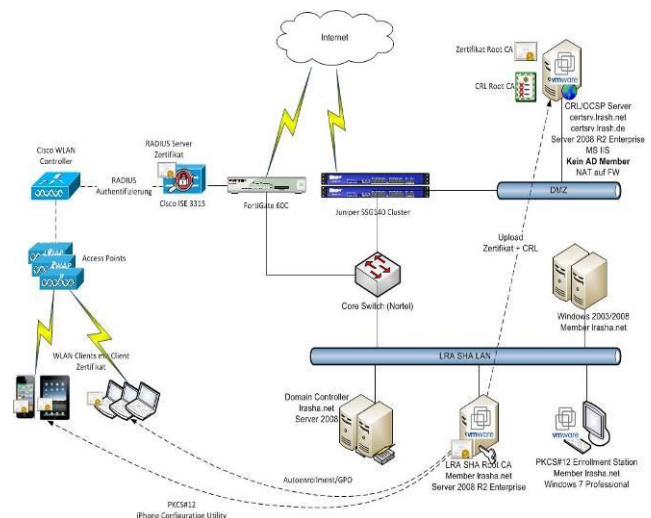 Internet
Zertifikat Root CA
CRL Root CA
vmware
CRL/OCSP Server
certsrv.lrash.net
certsrv.lrash.de
Server 2008 R2 Enterprise
MS IIS
Kein AD Member
NAT auf FW
Cisco WLAN
Controller
RADIUS
Authentifizierung
RADIUS Server
Zertifikat
Cisco ISE 3315
FortiGate 60C
Juniper SSG140 Cluster
DMZ
Access Points
Upload
Zertifikat + CRL
Core Switch (Nortel)
Windows 2003/2008
Member lrasha.net
WLAN Clients mit Client
Zertifikat
LRA SHA LAN
Domain Controller
lrasha.net
Server 2008
vmware
LRA SHA Root CA
Member lrasha.net
Server 2008 R2 Enterprise
vmware
PKCS#12 Enrollment Station
Member lrasha.net
Windows 7 Professional
Autoenrollment/GPO
PKCS#12
iPhone Configuration Utility